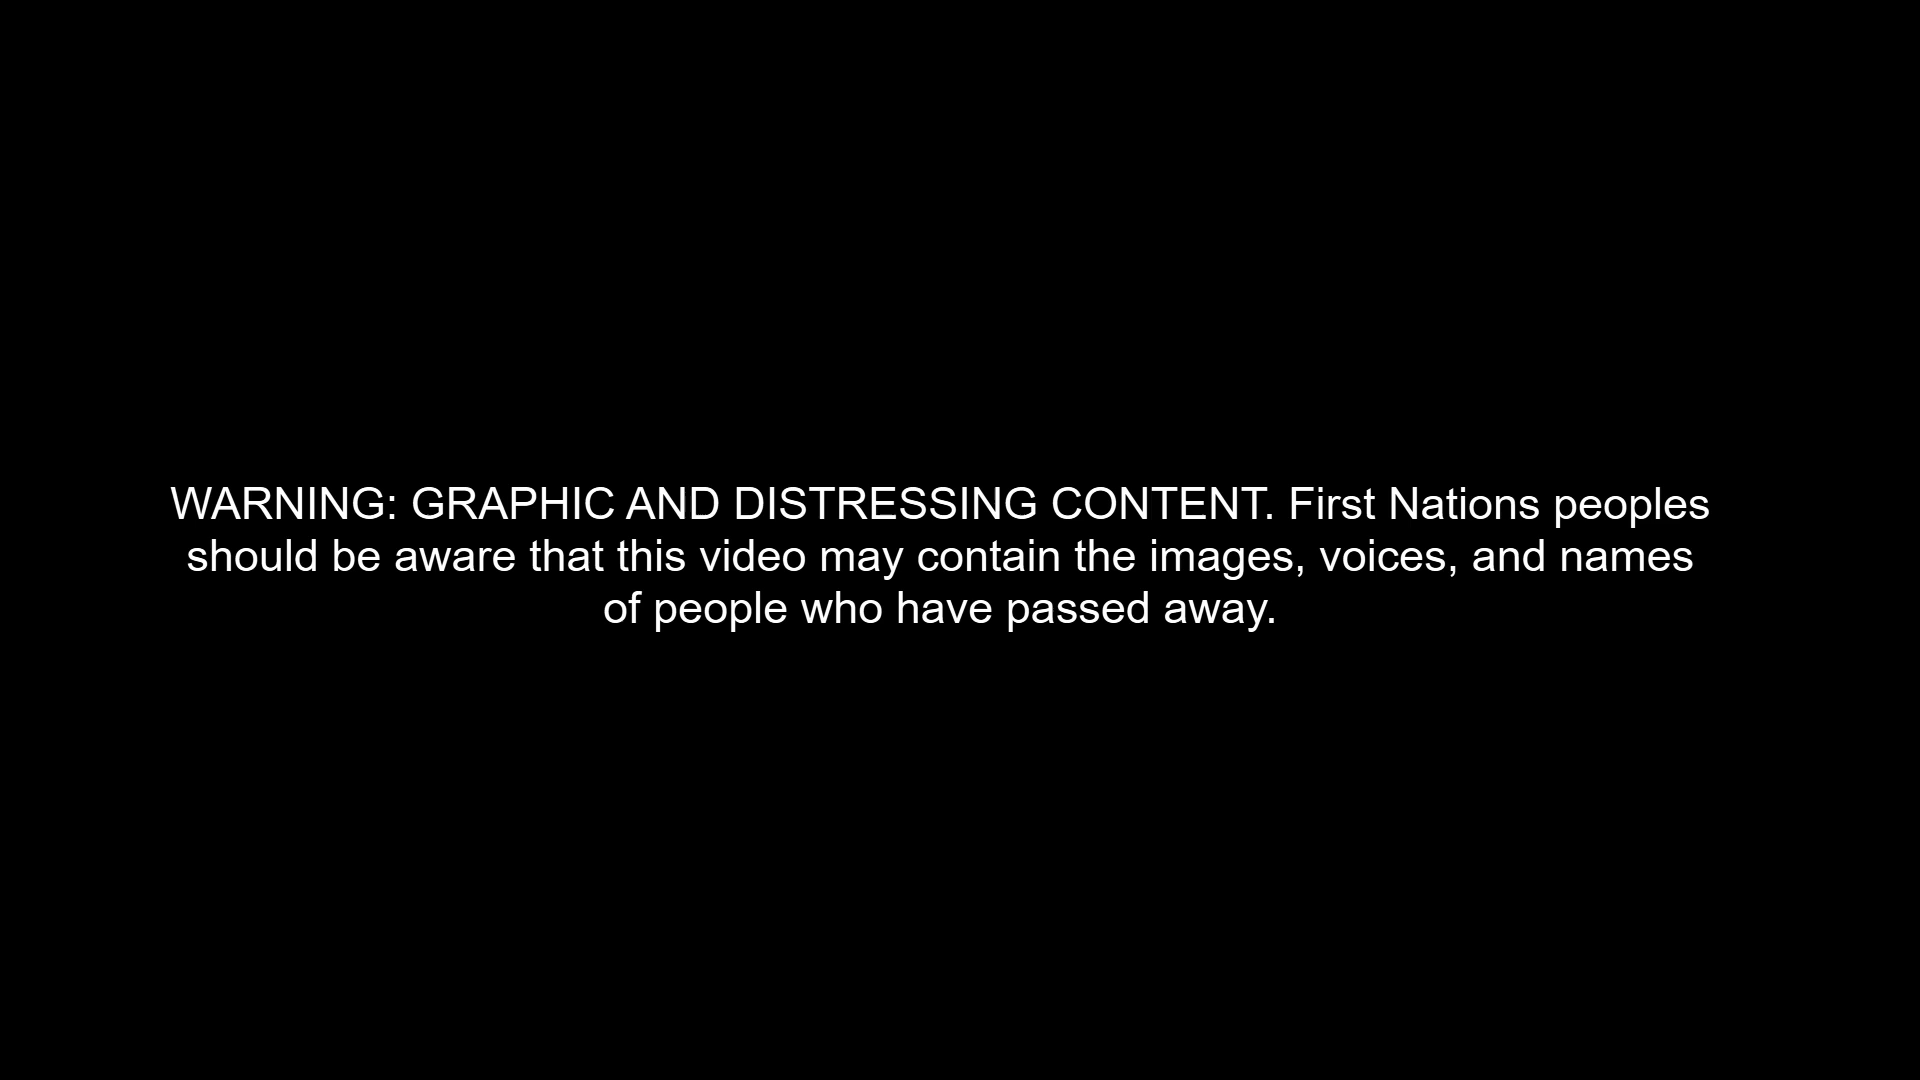 WARNING: GRAPHIC AND DISTRESSING CONTENT. First Nations peoples
should be aware that this video may contain the images, voices, and names
of people who have passed away.